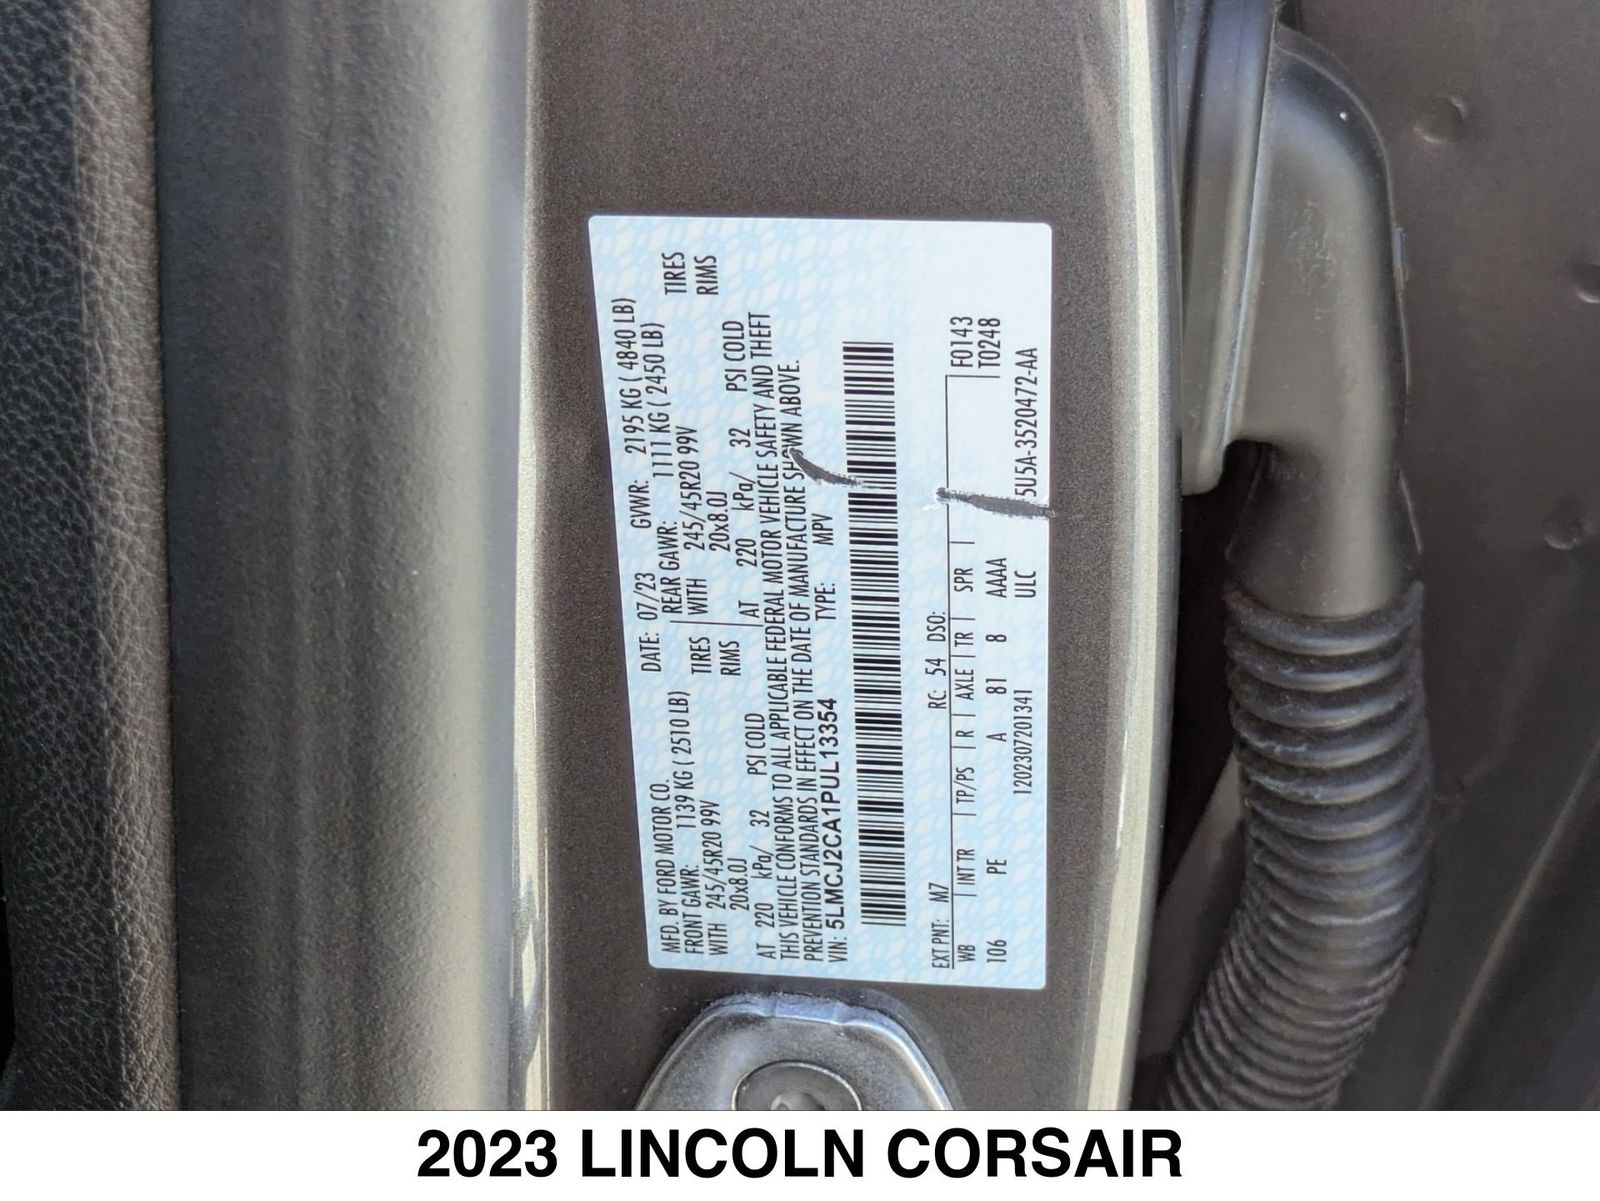 MFD. BY FORD MOTOR CO.
DATE: 07/23 GVWR: 2195 KG ( 4840 LB)
FRONT GAWR: 1139 KG ( 2510 LB)
REAR GAWR: 1111 KG ( 2450 LB)
WITH 245/45R20 99V TIRES
WITH 245/45R20 99V TIRES
20x8.0J RIMS
20x8.0J RIMS
AT 220 kPa/ 32 PSI COLD
AT 220 kPa/ 32 PSI COLD
THIS VEHICLE CONFORMS TO ALL APPLICABLE FEDERAL MOTOR VEHICLE SAFETY AND THEFT
PREVENTION STANDARDS IN EFFECT ON THE DATE OF MANUFACTURE SHOWN ABOVE.
VIN: 5LMCJ2CA1PUL13354 TYPE: MPV
EXT PNT: M7 RC: 54 DSO:
F0143
WB | INT TR | TP/PS | R | AXLE | TR | SPR |
T0248
106 PE A 81 8 AAAA
120230720134​1 ULC 5U5A-3520472-AA
2023 LINCOLN CORSAIR